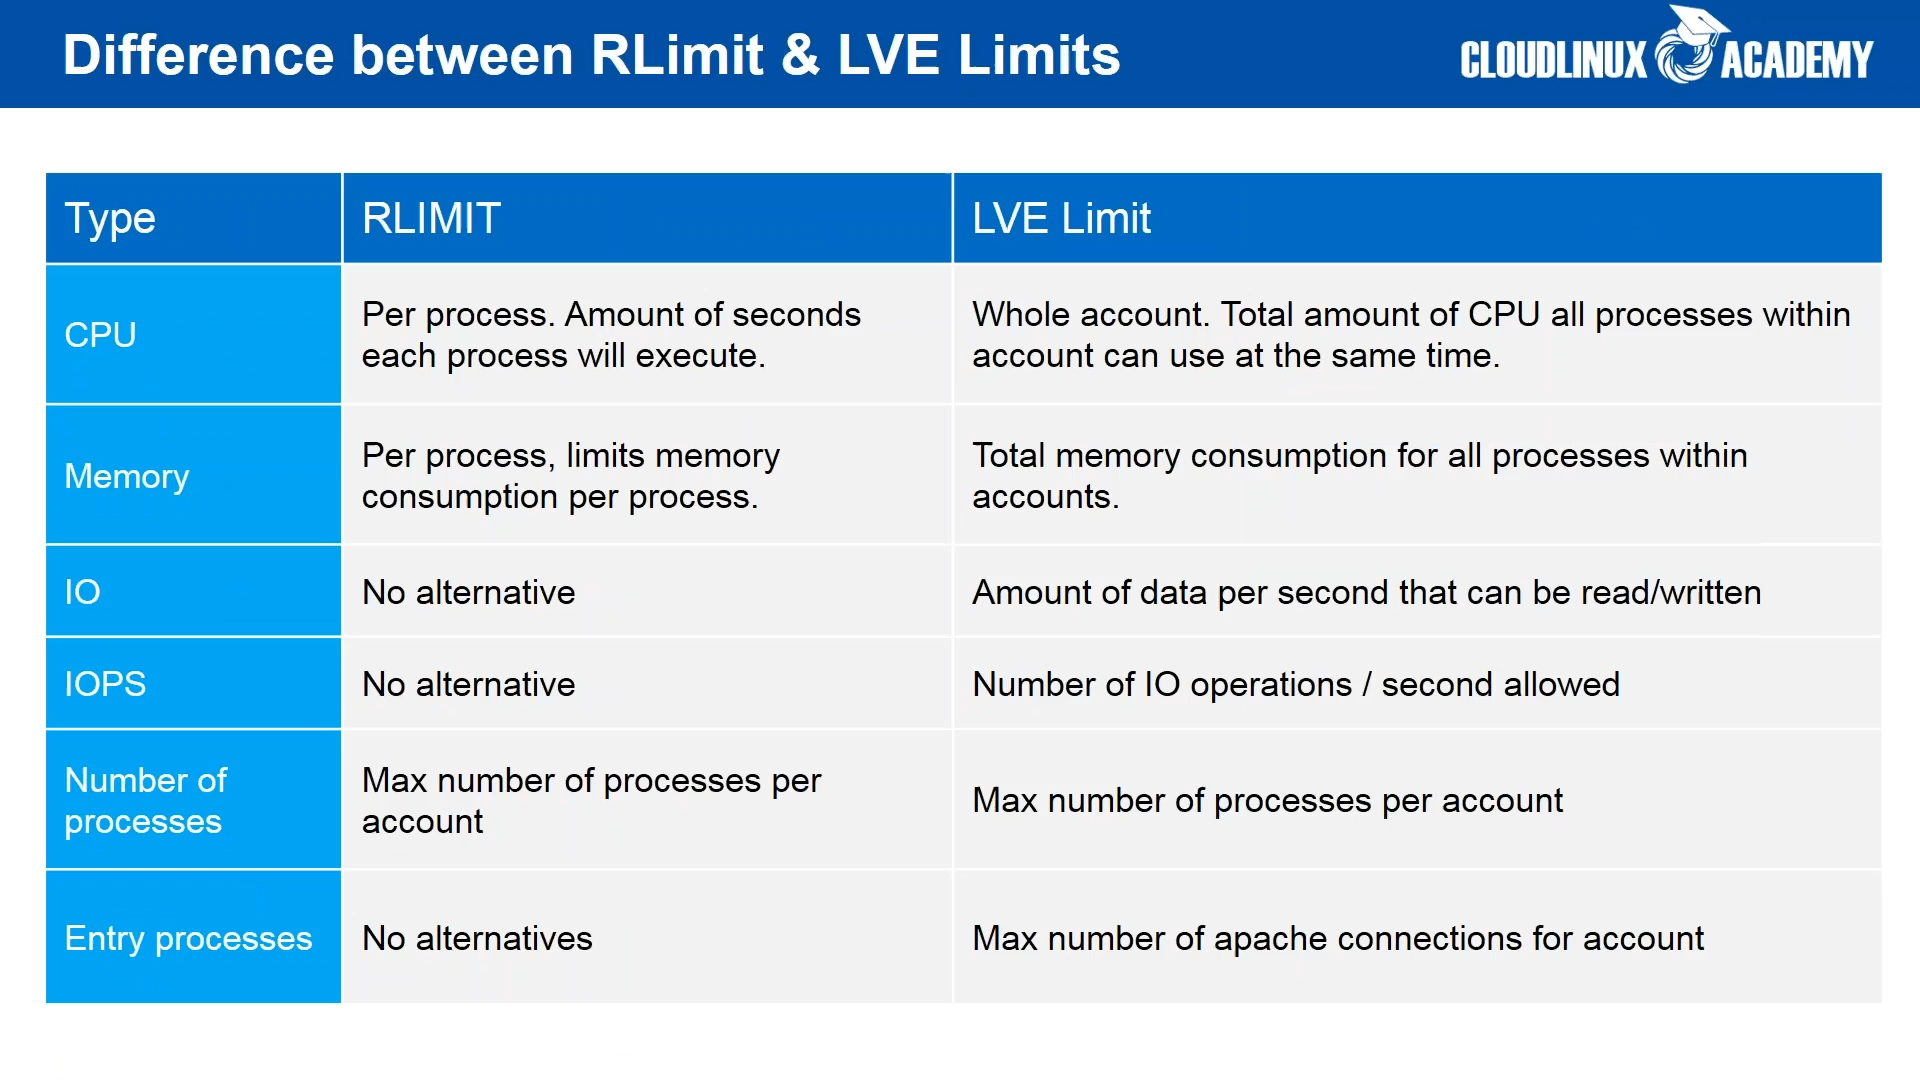 Difference between RLimit & LVE Limits
CLOUDLINUX ACADEMY
Type
RLIMIT
LVE Limit
CPU
Per process. Amount of seconds
each process will execute.
Whole account. Total amount of CPU all processes within
account can use at the same time.
Memory
Per process, limits memory
consumption per process.
Total memory consumption for all processes within
accounts.
IO
No alternative
Amount of data per second that can be read/written
IOPS
No alternative
Number of IO operations / second allowed
Number of
processes
Max number of processes per
account
Max number of processes per account
Entry processes
No alternatives
Max number of apache connections for account